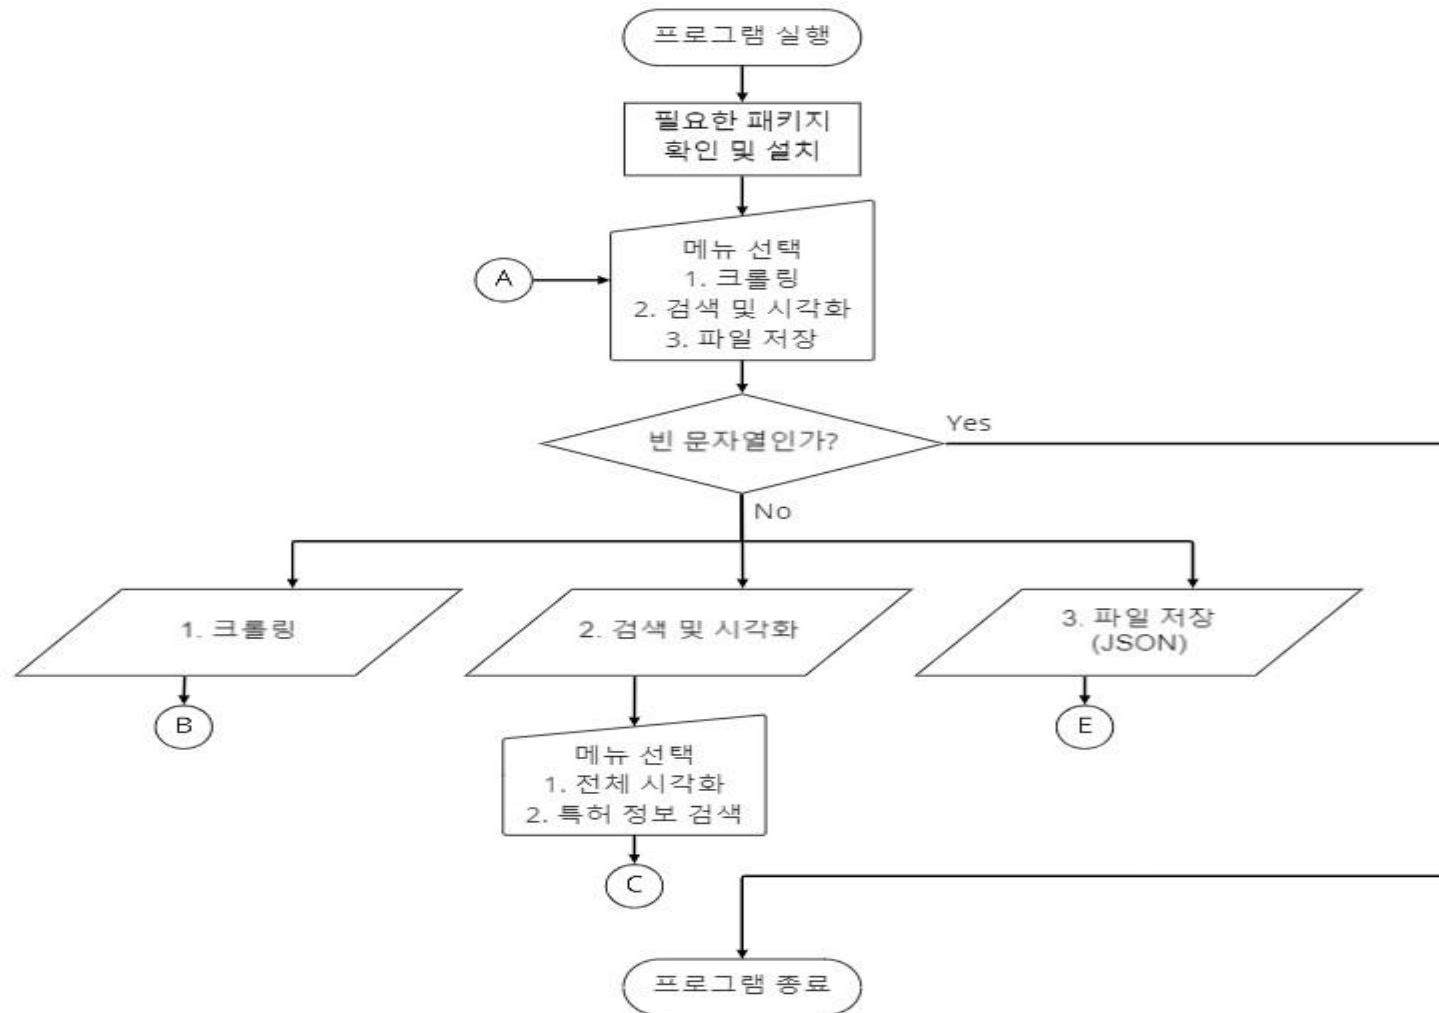 프로그램 실행
필요한 패키지
확인 및 설치
메뉴 선택
1. 크롤링
2. 검색 및 시각화
3. 파일 저장
A
빈 문자열인가?
Yes
No
1. 크롤링
2. 검색 및 시각화
3. 파일 저장
(JSON)
B
E
메뉴 선택
1. 전체 시각화
2. 특허 정보 검색
C
프로그램 종료